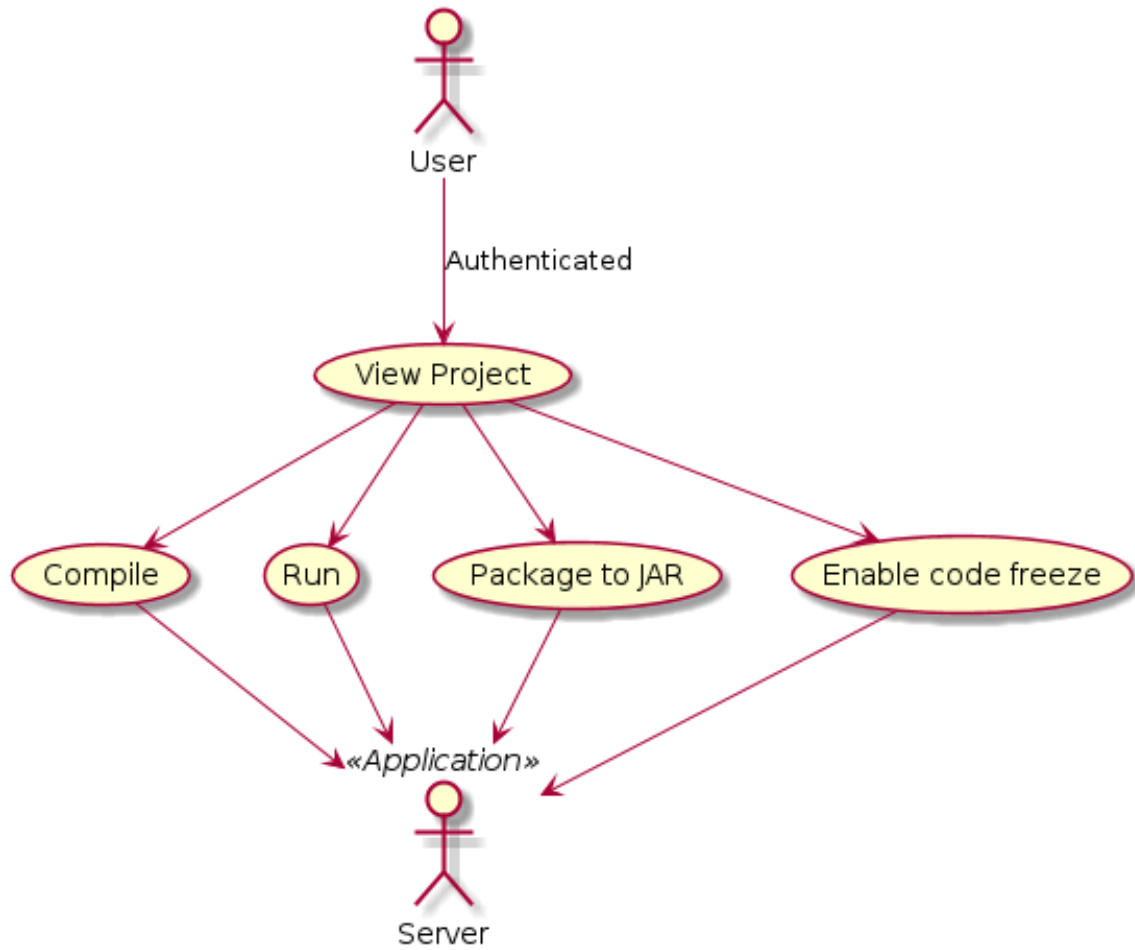 User
Authenticated
View Project
Compile
Run
Package to JAR
Enable code freeze
«Application»
Server